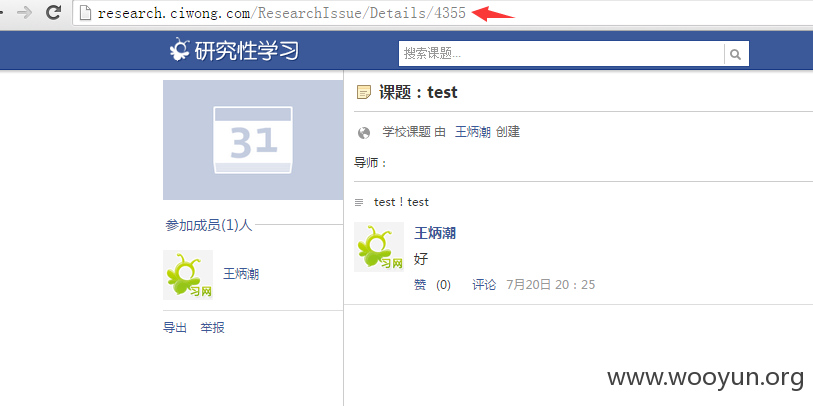 research.ciwong.com/ResearchIssue/Details/4355
研究性学习
搜索课题...
31
课题：test
学校课题 由 王炳潮 创建
导师：
参加成员(1)人
习网
王炳潮
导出 举报
test！test
习网
王炳潮
好
赞 (0) 评论 7月20日 20：25
www.wooyun.org